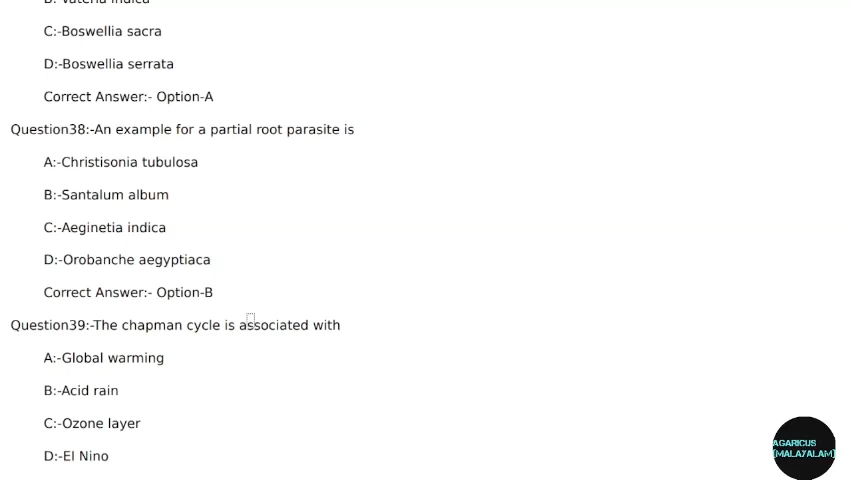 B:-Vateria indica
C:-Boswellia sacra
D:-Boswellia serrata
Correct Answer:- Option-A
Question38:-An example for a partial root parasite is
A:-Christisonia tubulosa
B:-Santalum album
C:-Aeginetia indica
D:-Orobanche aegyptiaca
Correct Answer:- Option-B
Question39:-The chapman cycle is associated with
A:-Global warming
B:-Acid rain
C:-Ozone layer
D:-El Nino
AGARICUS
(MALAYALAM)